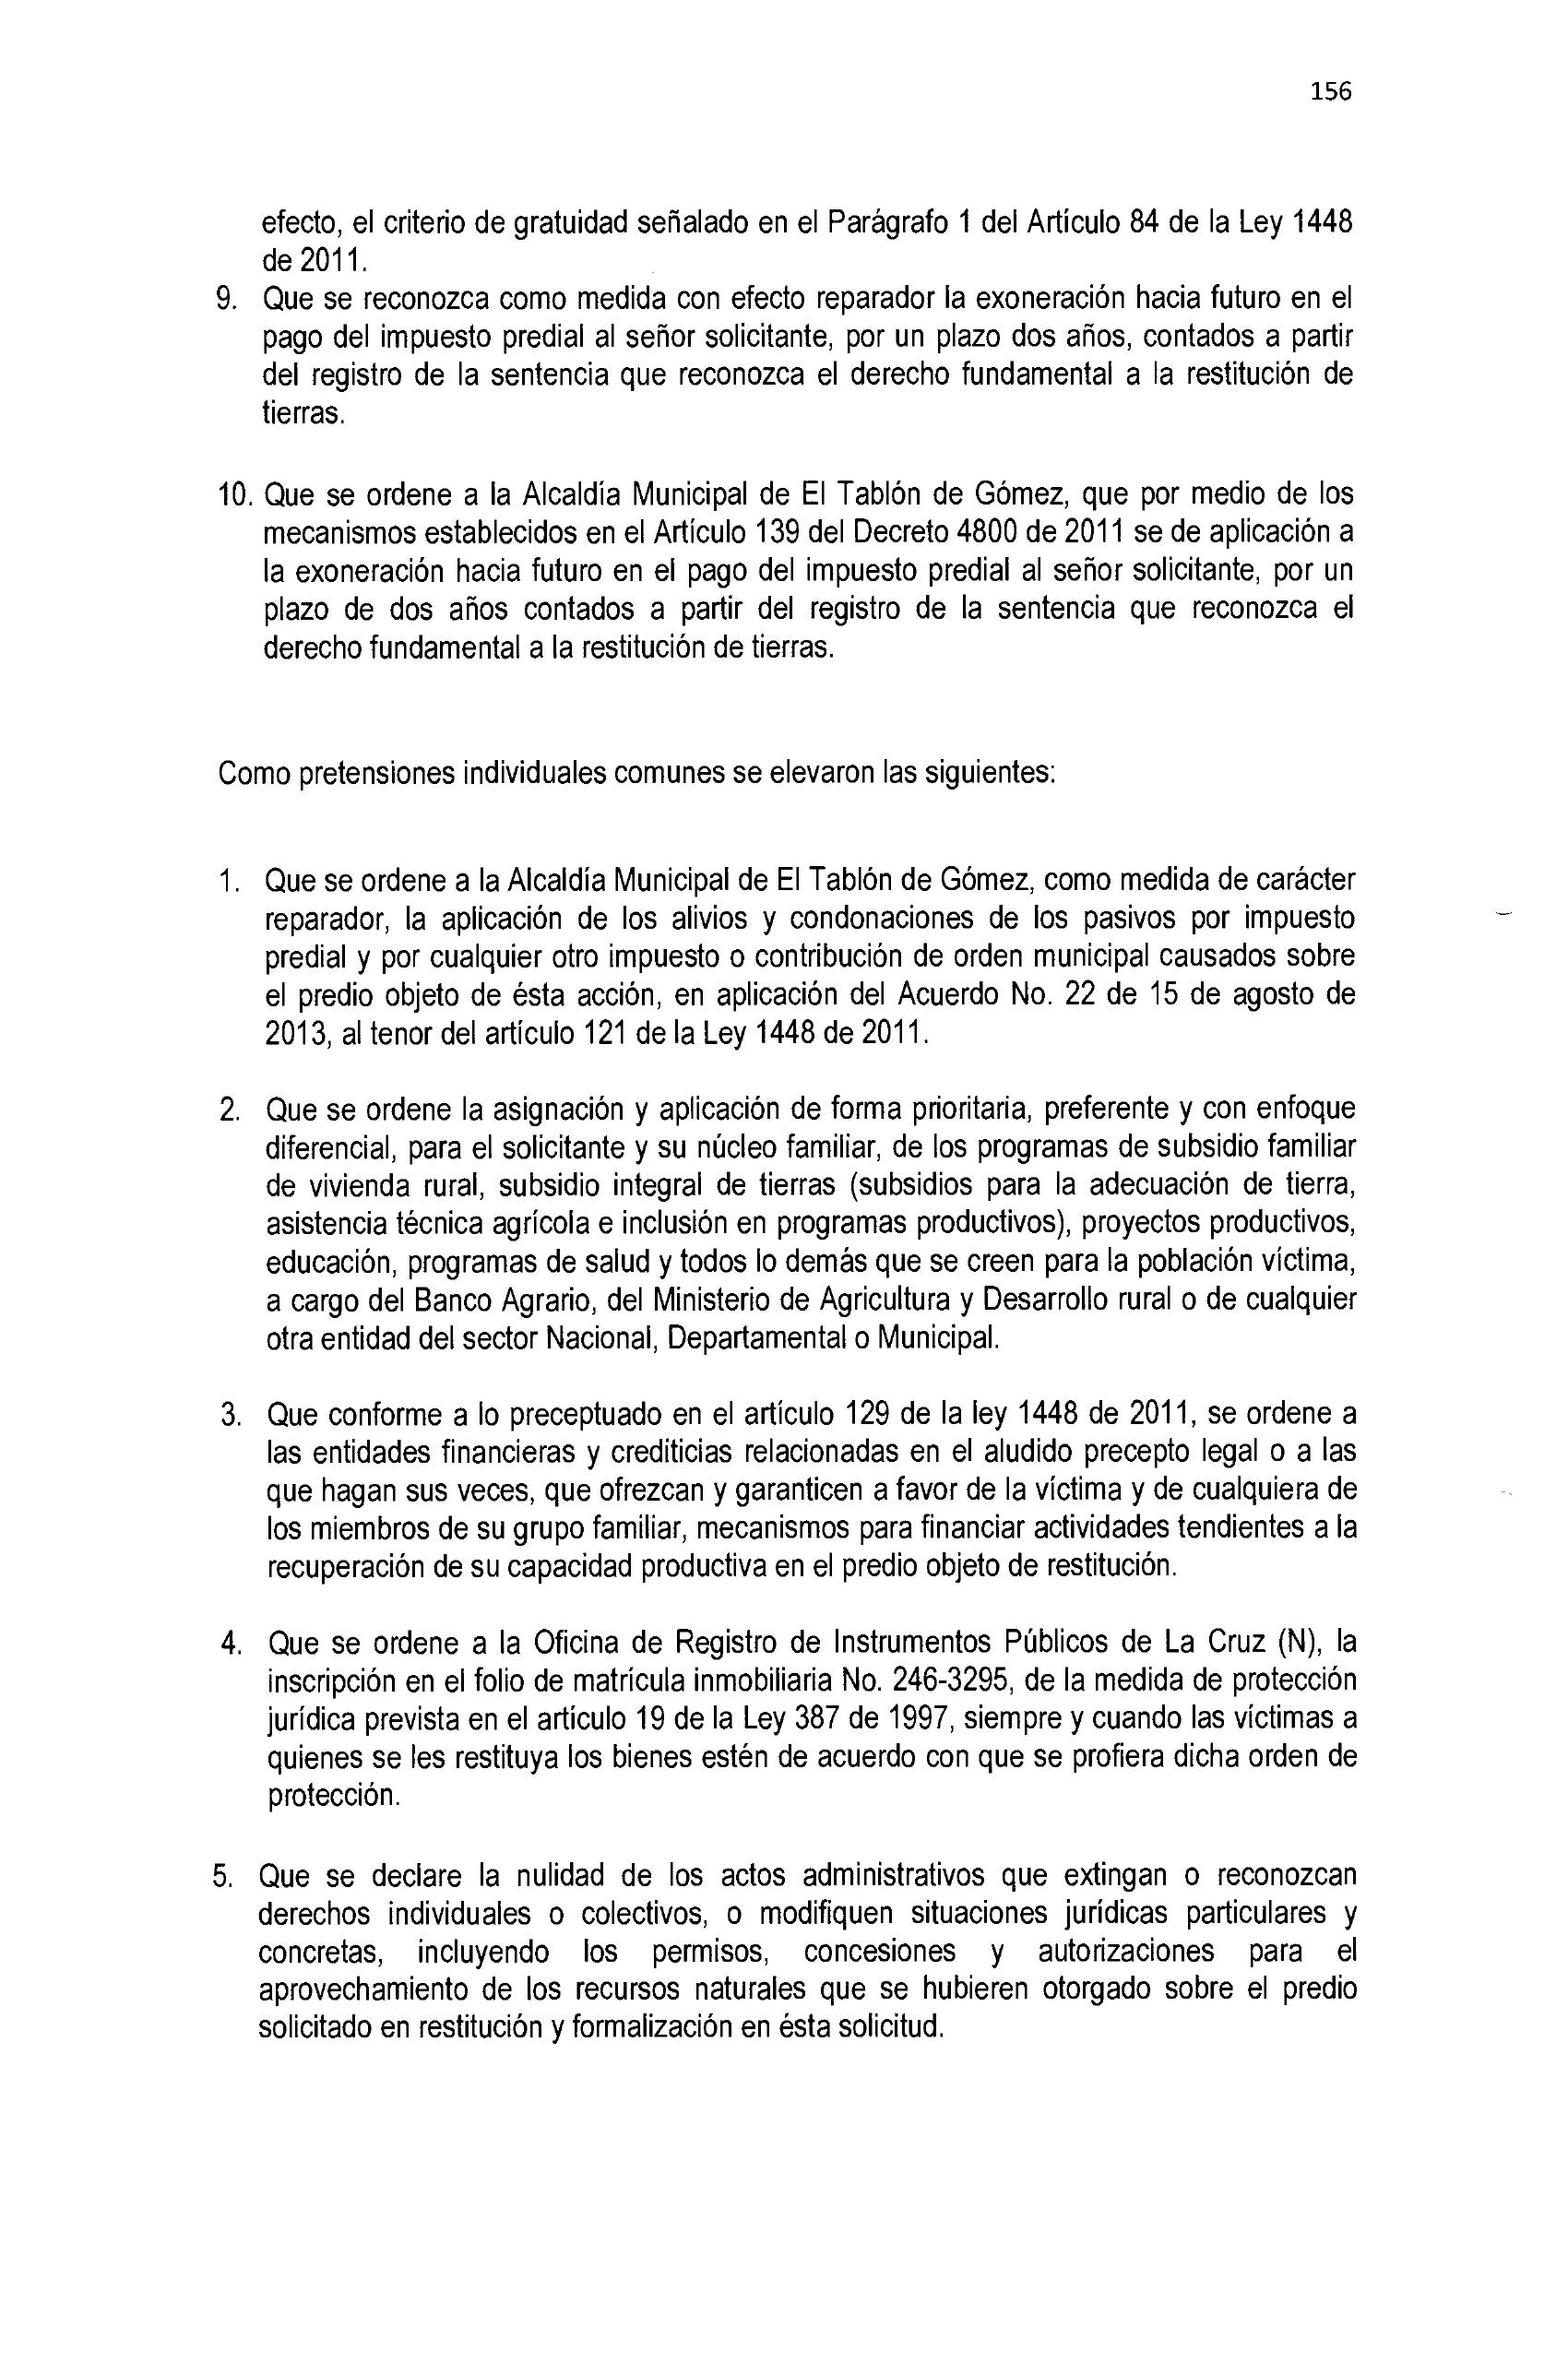 156
efecto, el criterio de gratuidad señalado en el Parágrafo 1 del Artículo 84 de la Ley 1448
de 2011.
9. Que se reconozca como medida con efecto reparador la exoneración hacia futuro en el
pago del impuesto predial al señor solicitante, por un plazo dos años, contados a partir
del registro de la sentencia que reconozca el derecho fundamental a la restitución de
tierras.
10. Que se ordene a la Alcaldía Municipal de El Tablón de Gómez, que por medio de los
mecanismos establecidos en el Artículo 139 del Decreto 4800 de 2011 se de aplicación a
la exoneración hacia futuro en el pago del impuesto predial al señor solicitante, por un
plazo de dos años contados a partir del registro de la sentencia que reconozca el
derecho fundamental a la restitución de tierras.
Como pretensiones individuales comunes se elevaron las siguientes:
1. Que se ordene a la Alcaldía Municipal de El Tablón de Gómez, como medida de carácter
reparador, la aplicación de los alivios y condonaciones de los pasivos por impuesto
predial y por cualquier otro impuesto o contribución de orden municipal causados sobre
el predio objeto de ésta acción, en aplicación del Acuerdo No. 22 de 15 de agosto de
2013, al tenor del artículo 121 de la Ley 1448 de 2011.
2. Que se ordene la asignación y aplicación de forma prioritaria, preferente y con enfoque
diferencial, para el solicitante y su núcleo familiar, de los programas de subsidio familiar
de vivienda rural, subsidio integral de tierras (subsidios para la adecuación de tierra,
asistencia técnica agrícola e inclusión en programas productivos), proyectos productivos,
educación, programas de salud y todos lo demás que se creen para la población víctima,
a cargo del Banco Agrario, del Ministerio de Agricultura y Desarrollo rural o de cualquier
otra entidad del sector Nacional, Departamental o Municipal.
3. Que conforme a lo preceptuado en el artículo 129 de la ley 1448 de 2011, se ordene a
las entidades financieras y crediticias relacionadas en el aludido precepto legal o a las
que hagan sus veces, que ofrezcan y garanticen a favor de la víctima y de cualquiera de
los miembros de su grupo familiar, mecanismos para financiar actividades tendientes a la
recuperación de su capacidad productiva en el predio objeto de restitución.
4. Que se ordene a la Oficina de Registro de Instrumentos Públicos de La Cruz (N), la
inscripción en el folio de matrícula inmobiliaria No. 246-3295, de la medida de protección
jurídica prevista en el artículo 19 de la Ley 387 de 1997, siempre y cuando las víctimas a
quienes se les restituya los bienes estén de acuerdo con que se profiera dicha orden de
protección.
5. Que se declare la nulidad de los actos administrativos que extingan o reconozcan
derechos individuales o colectivos, o modifiquen situaciones jurídicas particulares y
concretas, incluyendo los permisos, concesiones y autorizaciones para el
aprovechamiento de los recursos naturales que se hubieren otorgado sobre el predio
solicitado en restitución y formalización en ésta solicitud.